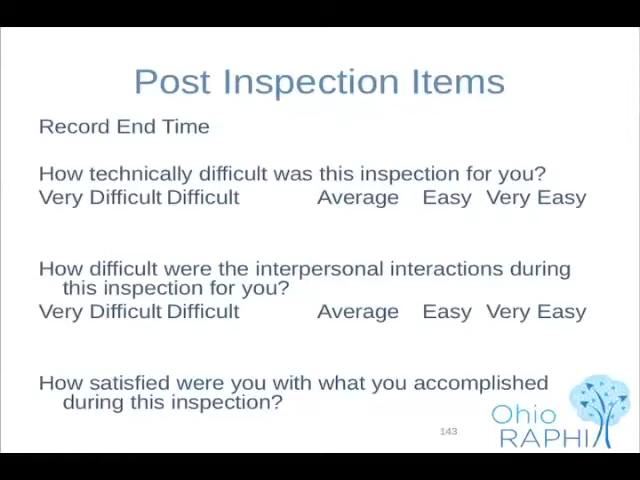 Post Inspection Items
Record End Time
How technically difficult was this inspection for you?
Very Difficult Difficult Average Easy Very Easy
How difficult were the interpersonal interactions during
this inspection for you?
Very Difficult Difficult Average Easy Very Easy
How satisfied were you with what you accomplished
during this inspection?
143
Ohio
RAPHI